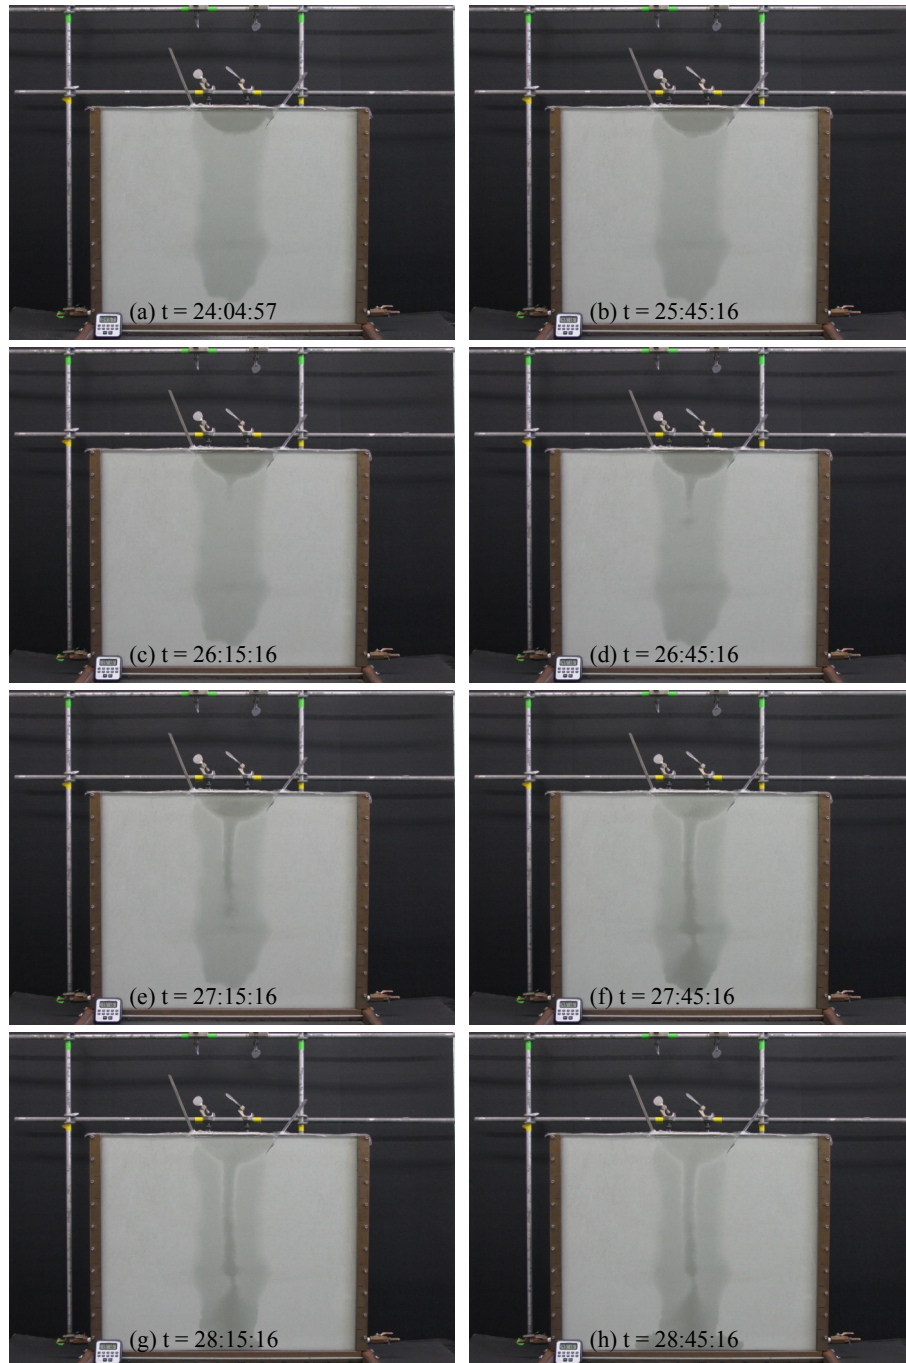 (a) t = 24:04:57
(b) t = 25:45:16
(c) t = 26:15:16
(d) t = 26:45:16
(e) t = 27:15:16
(f) t = 27:45:16
(g) t = 28:15:16
(h) t = 28:45:16